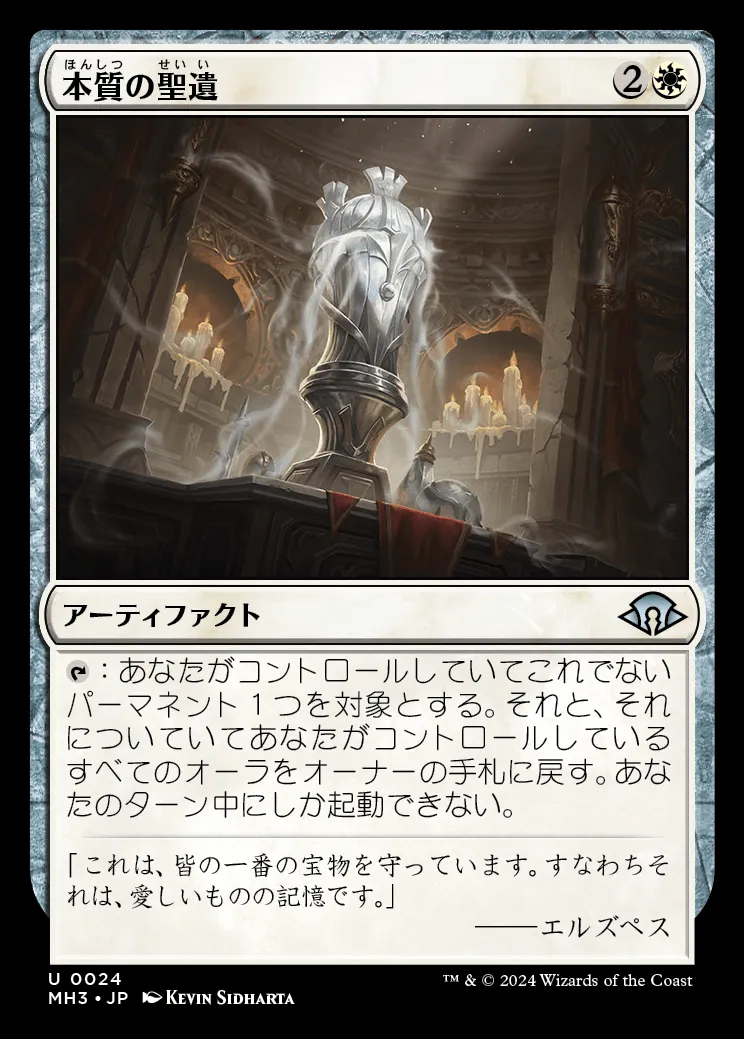 ほんしつ せいい
本質の聖遺
2
アーティファクト
：あなたがコントロールしていてこれでない
パーマネント１つを対象とする。それと、それ
についていてあなたがコントロールしている
すべてのオーラをオーナーの手札に戻す。あな
たのターン中にしか起動できない。
「これは、皆の一番の宝物を守っています。すなわちそ
れは、愛しいものの記憶です。」
――エルズペス
U 0024
MH3 • JP Kevin Sidharta
™ & © 2024 Wizards of the Coast